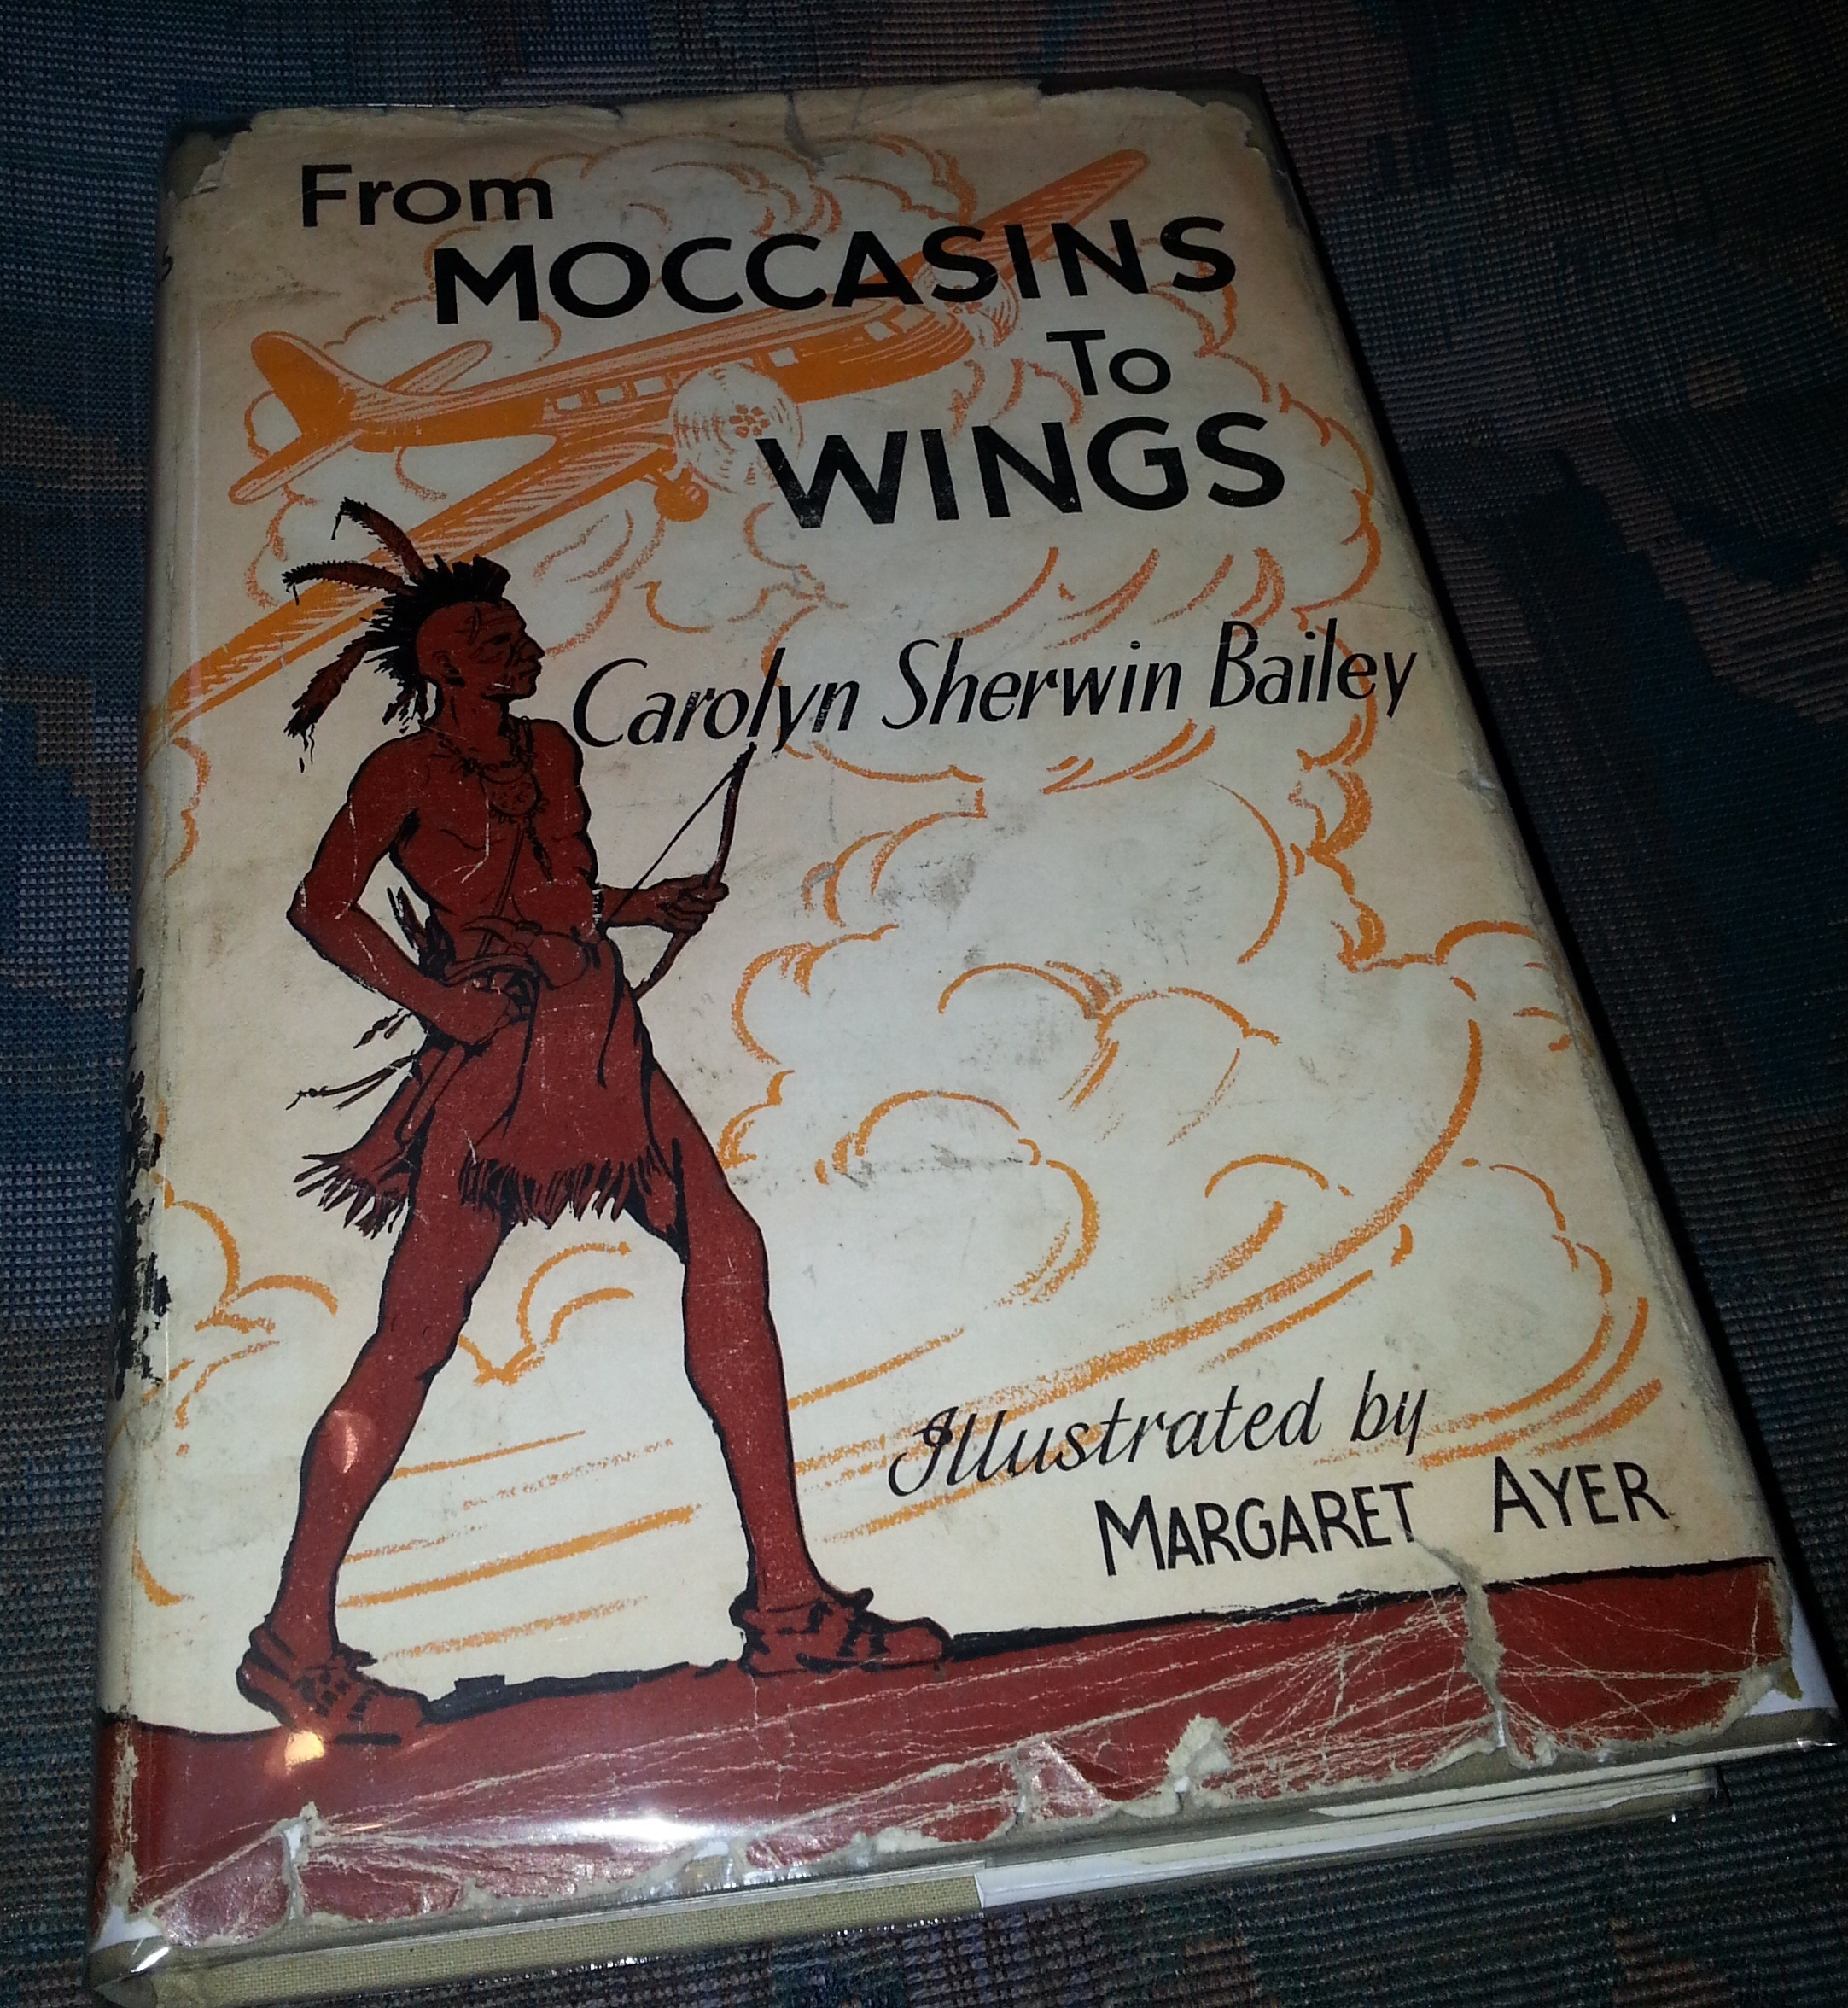 From
MOCCASINS
To
WINGS
Carolyn Sherwin Bailey
Illustrated by
MARGARET AYER